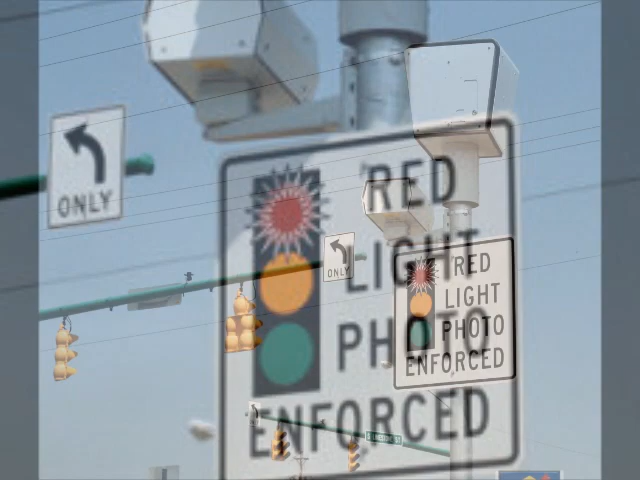 ONLY
RED
LIGHT
PHOTO
ENFORCED
ONLY
RED
LIGHT
PHOTO
ENFORCED